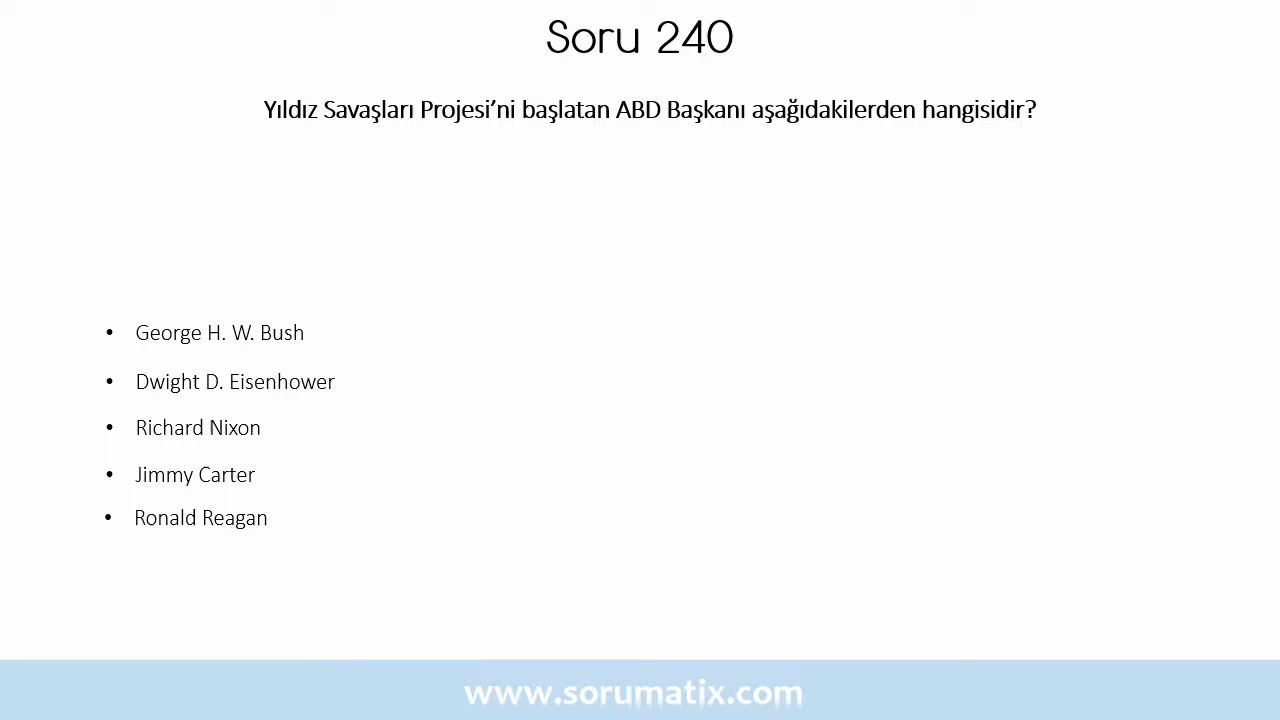 Soru 240
Yıldız Savaşları Projesi’ni başlatan ABD Başkanı aşağıdakilerden hangisidir?
• George H. W. Bush
• Dwight D. Eisenhower
• Richard Nixon
• Jimmy Carter
• Ronald Reagan
www.sorumatix.com